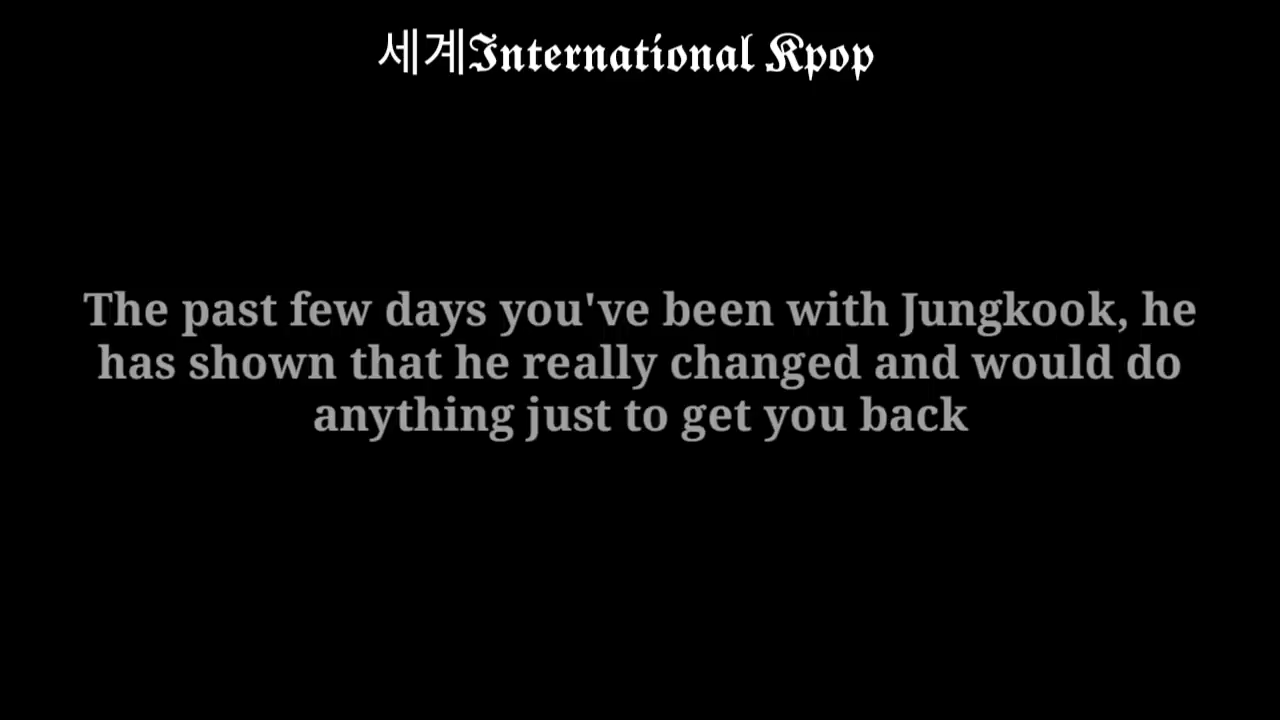 세계International Kpop
The past few days you've been with Jungkook, he
has shown that he really changed and would do
anything just to get you back